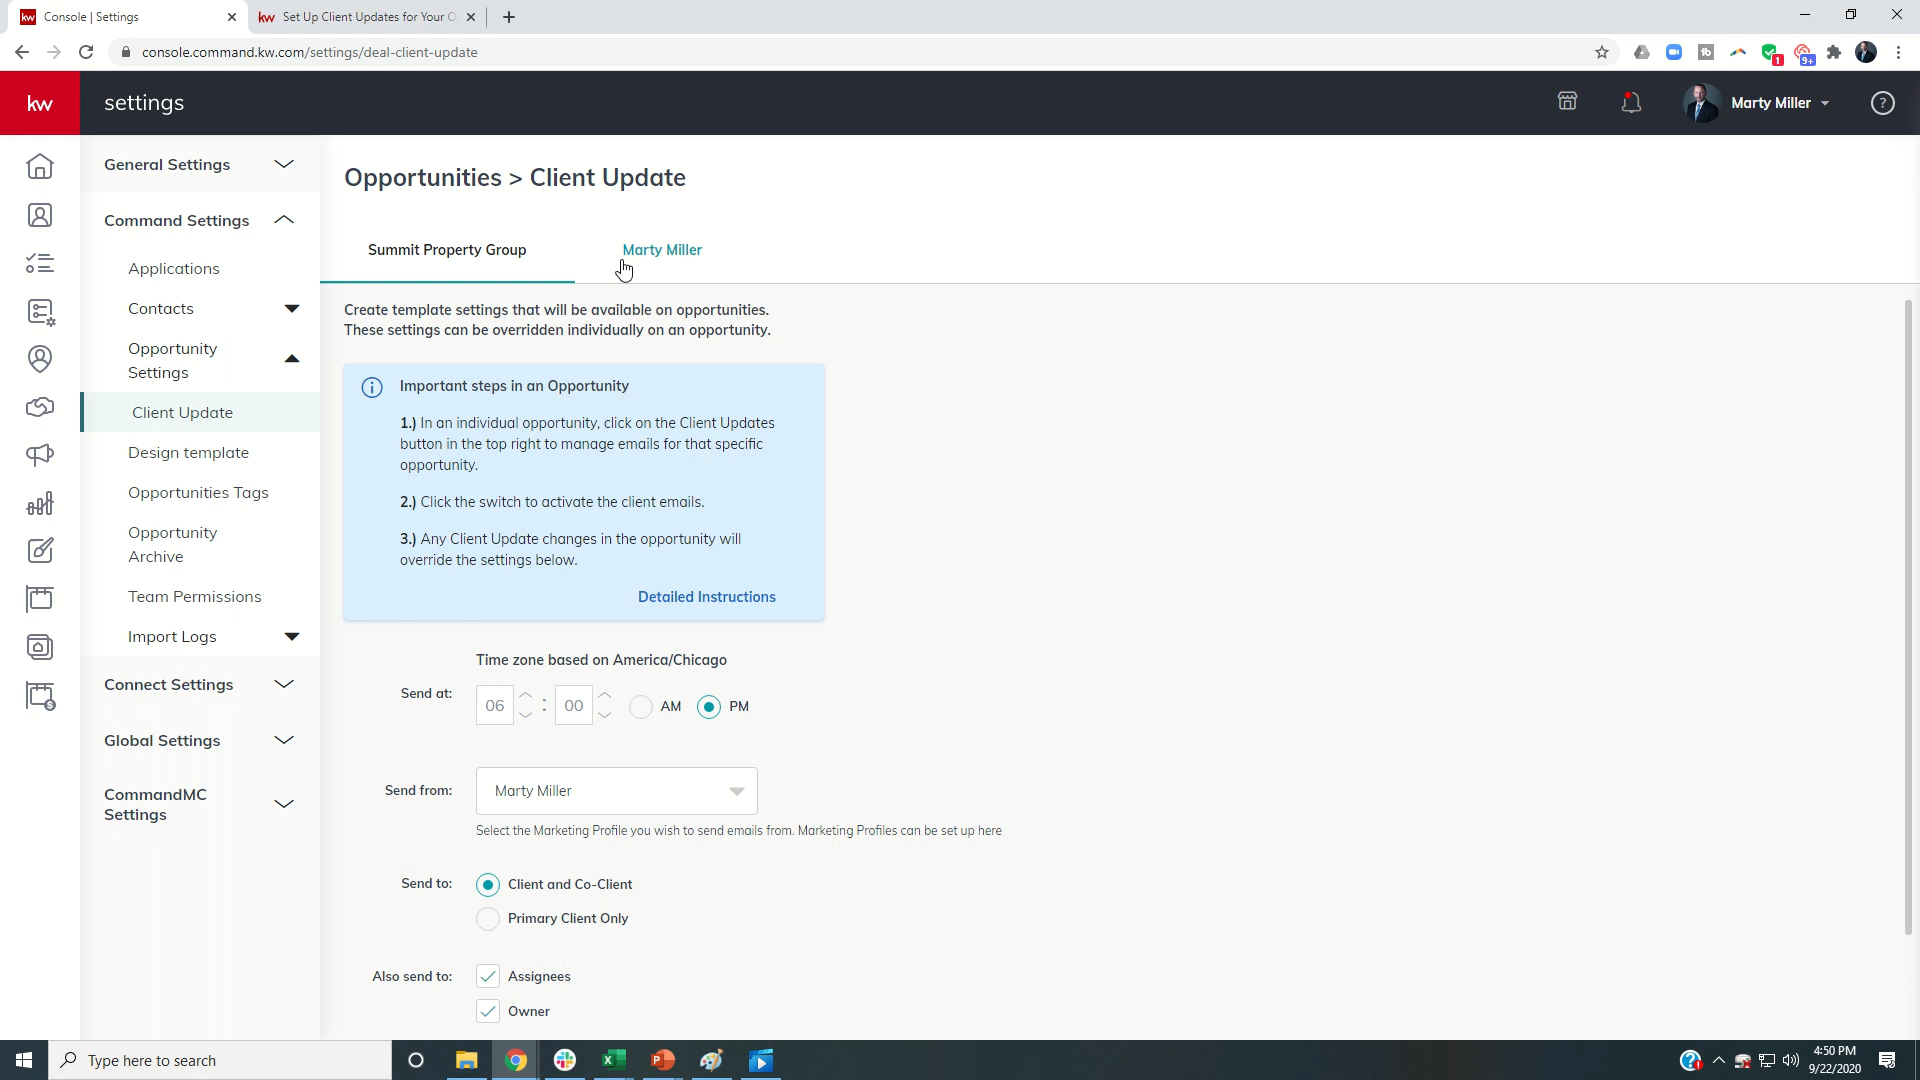 kw Console | Settings
kw Set Up Client Updates for Your O
console.command.kw.com/settings/deal-client-update
1
9+
kw settings
Marty Miller
?
General Settings
Command Settings
Applications
Contacts
Opportunity
Settings
Client Update
Design template
Opportunities Tags
Opportunity
Archive
Team Permissions
Import Logs
Connect Settings
Global Settings
CommandMC
Settings
Opportunities > Client Update
Summit Property Group
Marty Miller
Create template settings that will be available on opportunities.
These settings can be overridden individually on an opportunity.
Important steps in an Opportunity
1.) In an individual opportunity, click on the Client Updates
button in the top right to manage emails for that specific
opportunity.
2.) Click the switch to activate the client emails.
3.) Any Client Update changes in the opportunity will
override the settings below.
Detailed Instructions
Time zone based on America/Chicago
Send at: 06 : 00 AM PM
Send from: Marty Miller
Select the Marketing Profile you wish to send emails from. Marketing Profiles can be set up here
Send to: Client and Co-Client
Primary Client Only
Also send to: Assignees
Owner
Type here to search
4:50 PM
9/22/2020